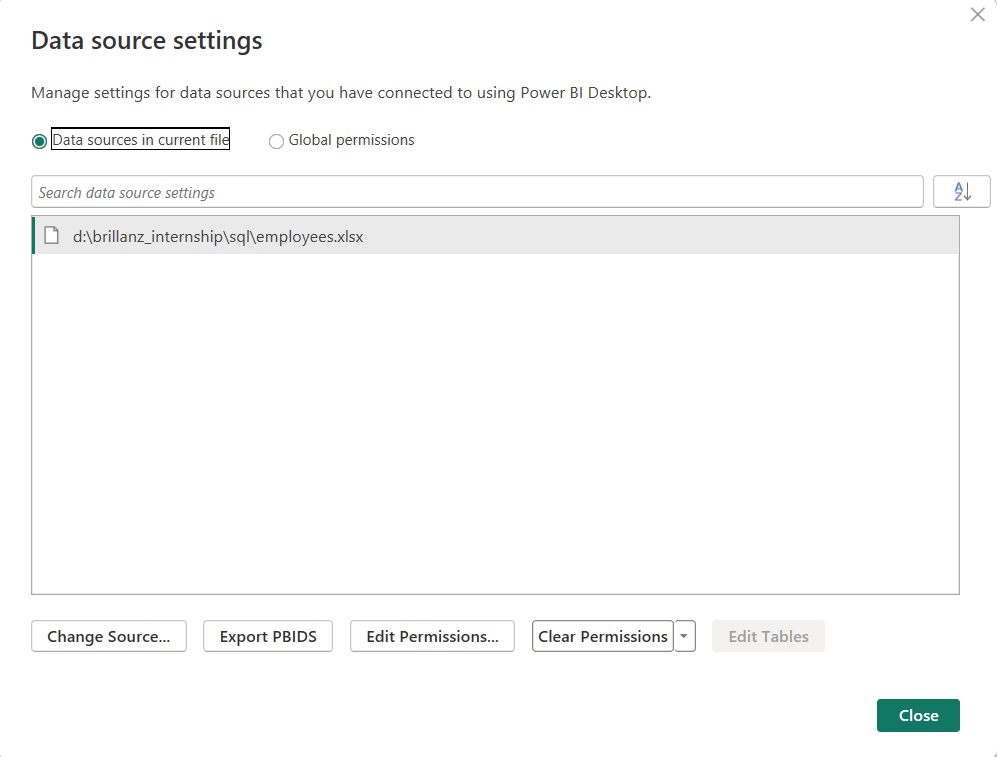 Data source settings
Manage settings for data sources that you have connected to using Power BI Desktop.
Data sources in current file Global permissions
Search data source settings
A
Z
d:\brillanz_internship\sql\employees.xlsx
Change Source... Export PBIDS Edit Permissions... Clear Permissions Edit Tables
Close